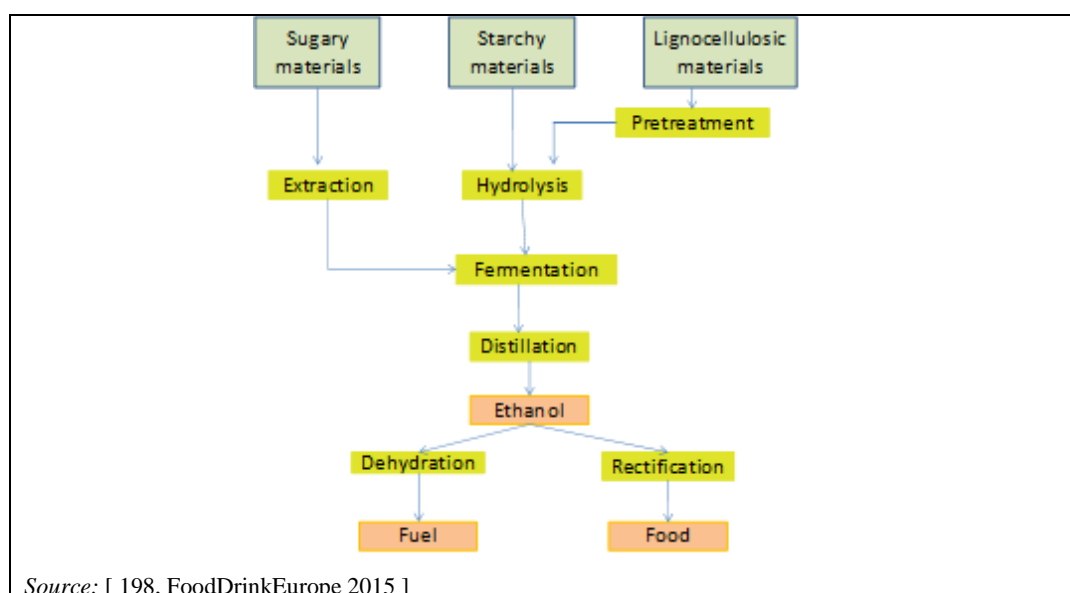 Sugary
materials
Starchy
materials
Lignocellulosic
materials
Pretreatment
Extraction
Hydrolysis
Fermentation
Distillation
Ethanol
Dehydration
Rectification
Fuel
Food
Source: [ 198, FoodDrinkEurope 2015 ]